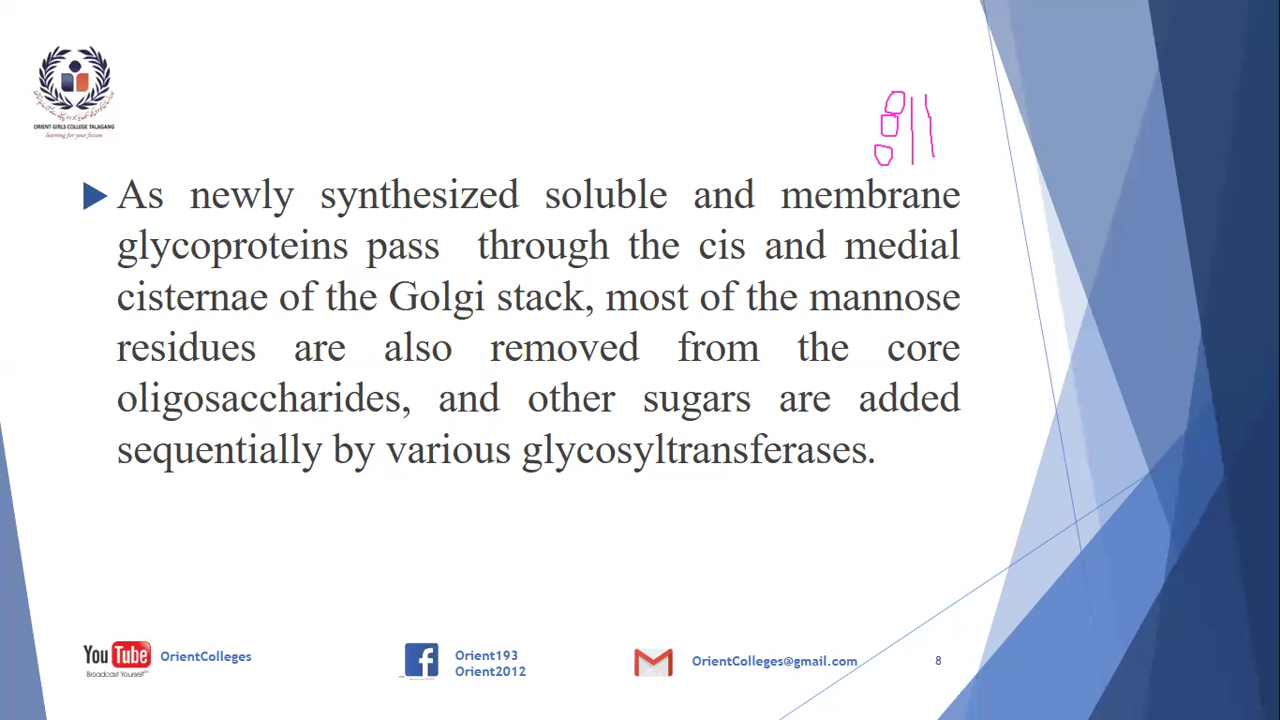 ORIENT GIRLS COLLEGE TALAGANG
learning for your future
As newly synthesized soluble and membrane
glycoproteins pass through the cis and medial
cisternae of the Golgi stack, most of the mannose
residues are also removed from the core
oligosaccharides, and other sugars are added
sequentially by various glycosyltransferases.
YouTube
Broadcast Yourself
OrientColleges
f
Orient193
Orient2012
OrientColleges@gmail.com
8